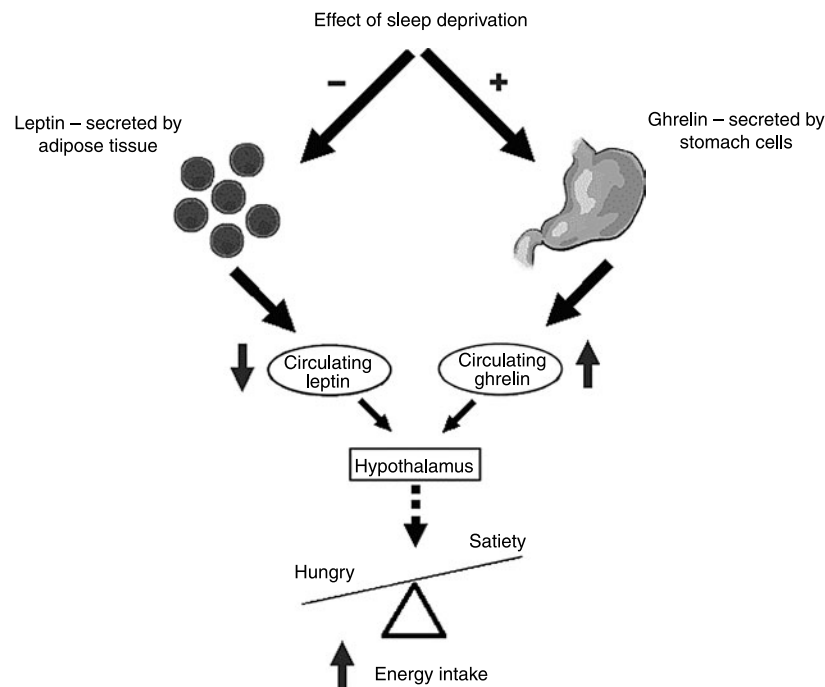 Effect of sleep deprivation
–
+
Leptin – secreted by
adipose tissue
Ghrelin – secreted by
stomach cells
Circulating
leptin
Circulating
ghrelin
Hypothalamus
Satiety
Hungry
Energy intake